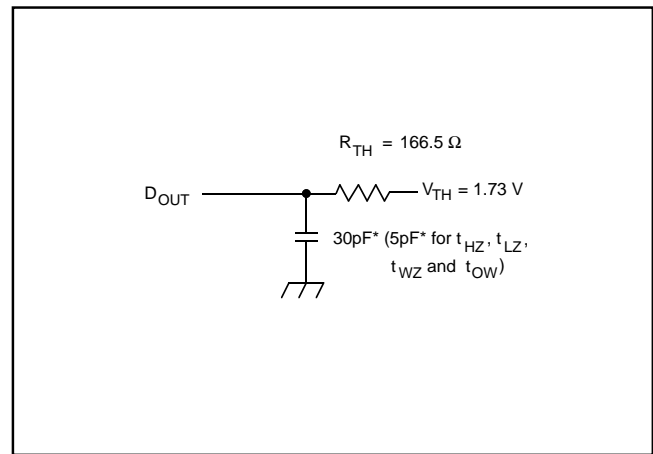 R_TH = 166.5 Ω
D_OUT
V_TH = 1.73 V
30pF* (5pF* for t_HZ, t_LZ,
t_WZ and t_OW)